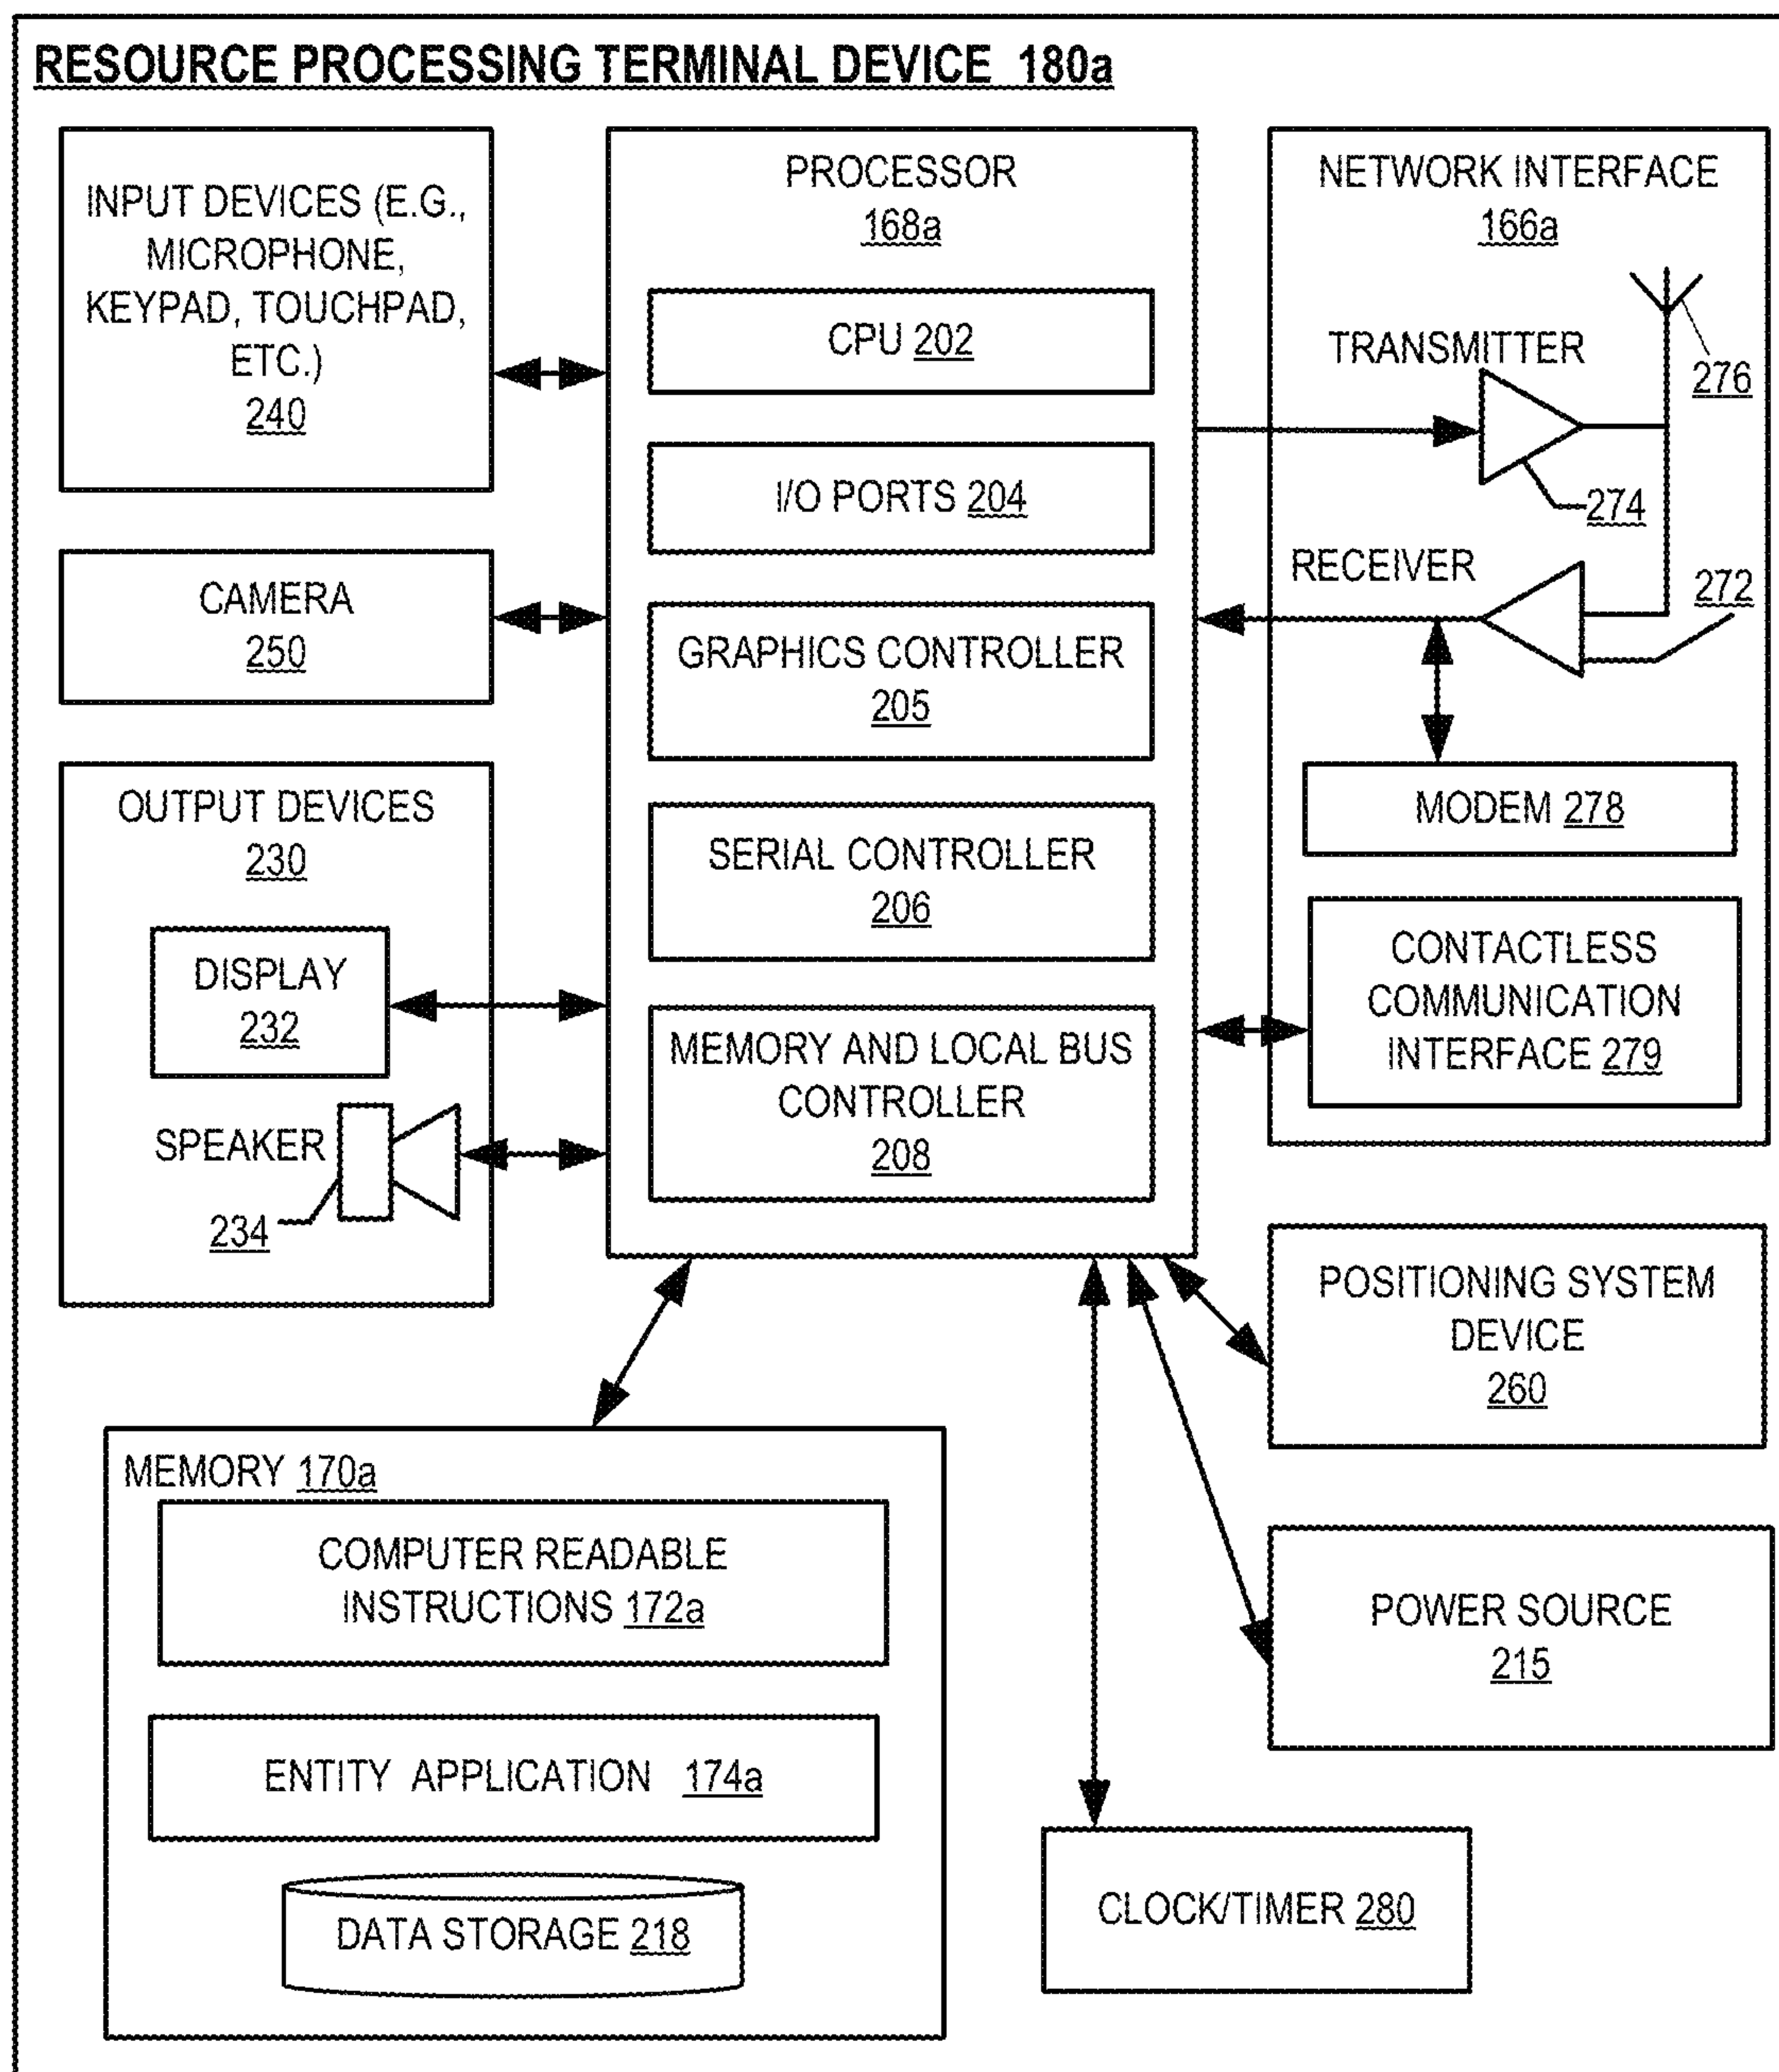 RESOURCE PROCESSING TERMINAL DEVICE 180a
INPUT DEVICES (E.G.,
MICROPHONE,
KEYPAD, TOUCHPAD,
ETC.)
240
CAMERA
250
OUTPUT DEVICES
230
DISPLAY
232
SPEAKER
234
PROCESSOR
168a
CPU 202
I/O PORTS 204
GRAPHICS CONTROLLER
205
SERIAL CONTROLLER
206
MEMORY AND LOCAL BUS
CONTROLLER
208
NETWORK INTERFACE
166a
TRANSMITTER
276
274
RECEIVER
272
MODEM 278
CONTACTLESS
COMMUNICATION
INTERFACE 279
POSITIONING SYSTEM
DEVICE
260
POWER SOURCE
215
MEMORY 170a
COMPUTER READABLE
INSTRUCTIONS 172a
ENTITY APPLICATION 174a
DATA STORAGE 218
CLOCK/TIMER 280